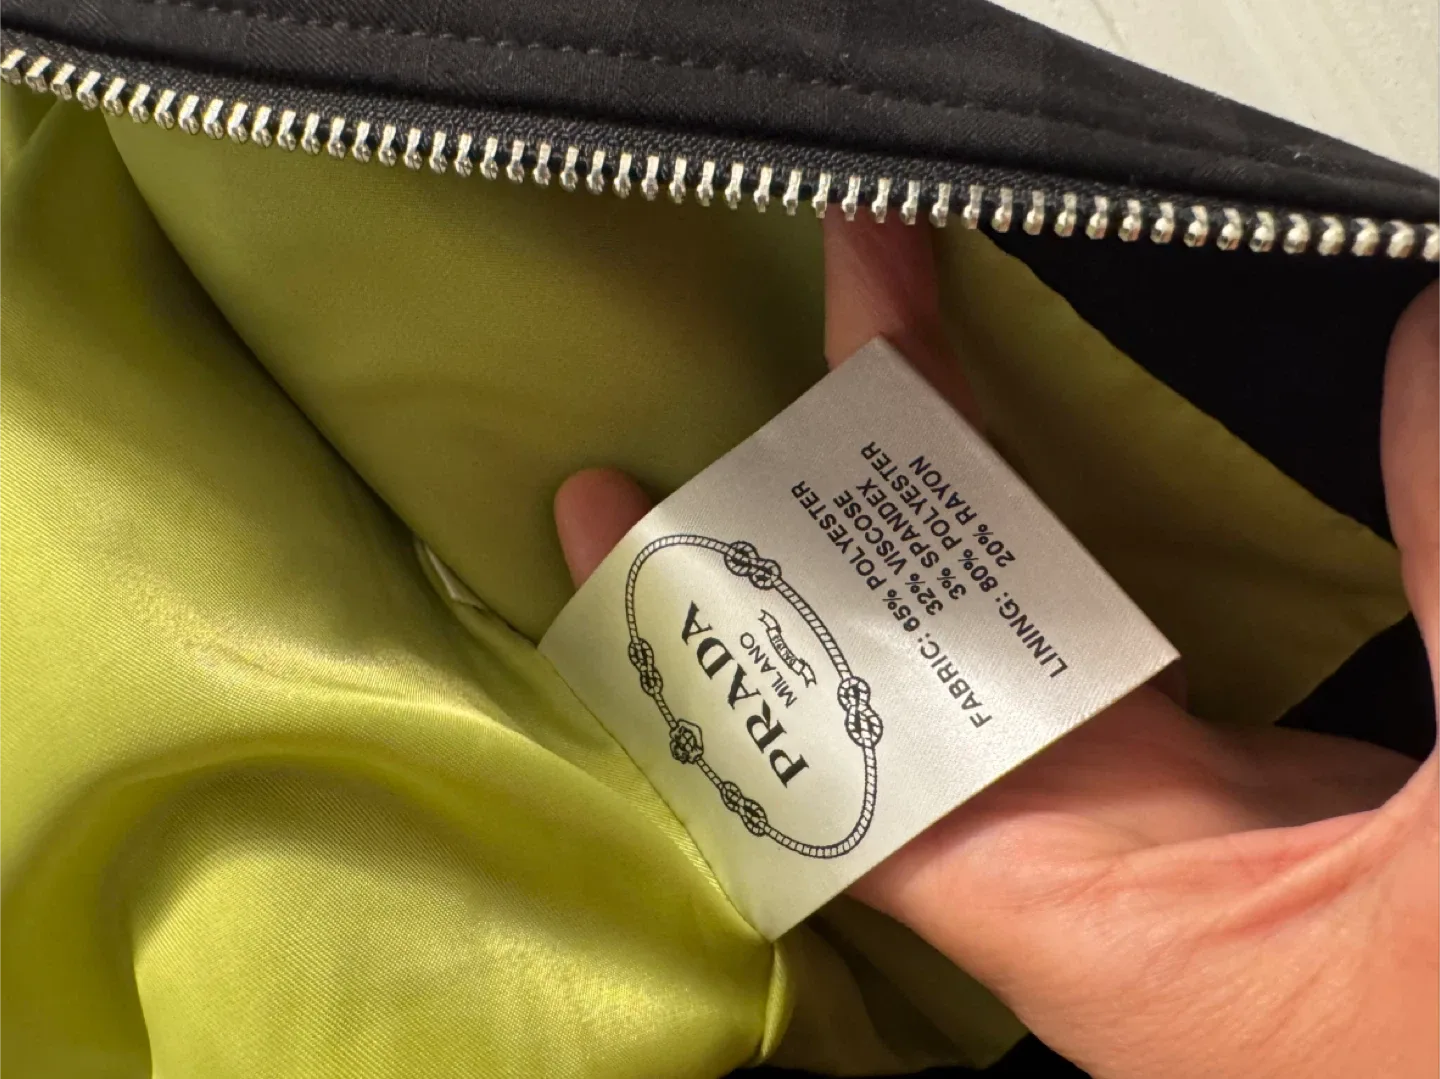 PRADA
MILANO
FABRIC: 65% POLYESTER
32% VISCOSE
3% SPANDEX
LINING: 80% POLYESTER
20% RAYON